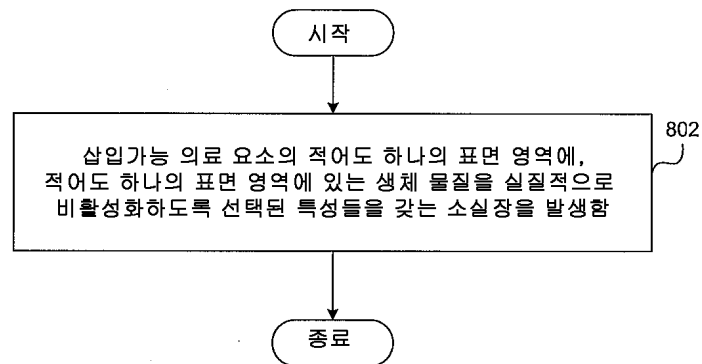 시작
802
삽입가능 의료 요소의 적어도 하나의 표면 영역에,
적어도 하나의 표면 영역에 있는 생체 물질을 실질적으로
비활성화하도록 선택된 특성들을 갖는 소실장을 발생함
종료